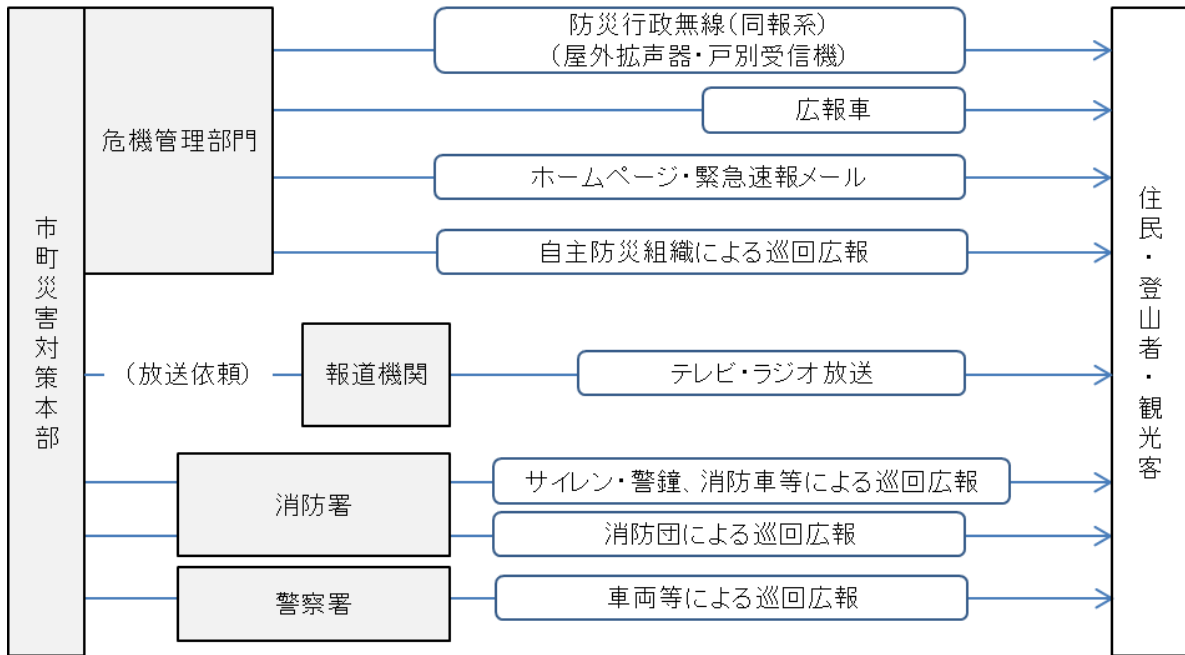 市町災害対策本部
危機管理部門
防災行政無線(同報系)
(屋外拡声器・戸別受信機)
広報車
ホームページ・緊急速報メール
自主防災組織による巡回広報
(放送依頼)
報道機関
テレビ・ラジオ放送
消防署
サイレン・警鐘、消防車等による巡回広報
消防団による巡回広報
警察署
車両等による巡回広報
住民・登山者・観光客